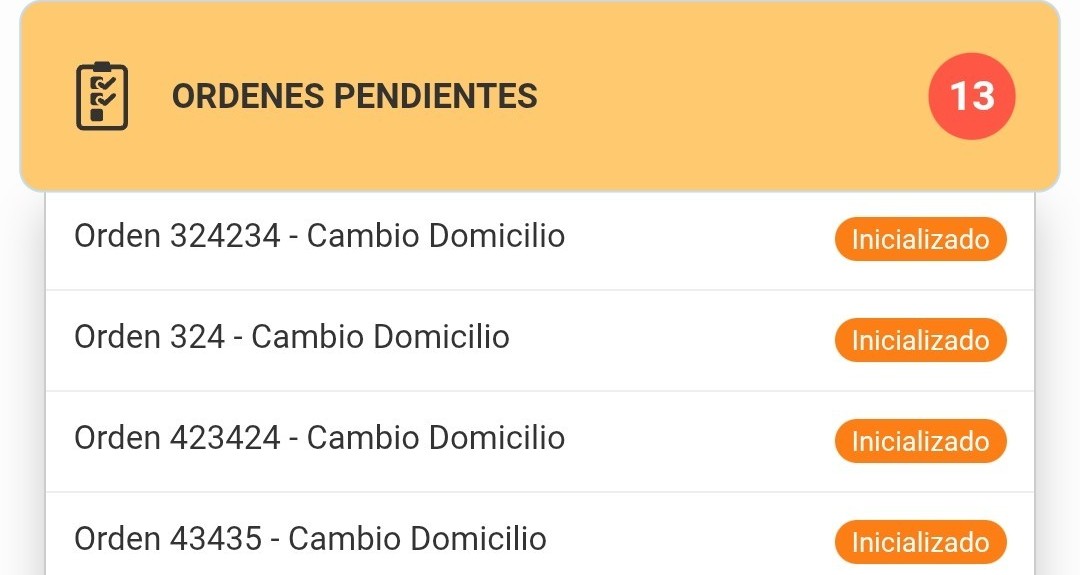 ORDENES PENDIENTES 13
Orden 324234 - Cambio Domicilio Inicializado
Orden 324 - Cambio Domicilio Inicializado
Orden 423424 - Cambio Domicilio Inicializado
Orden 43435 - Cambio Domicilio Inicializado